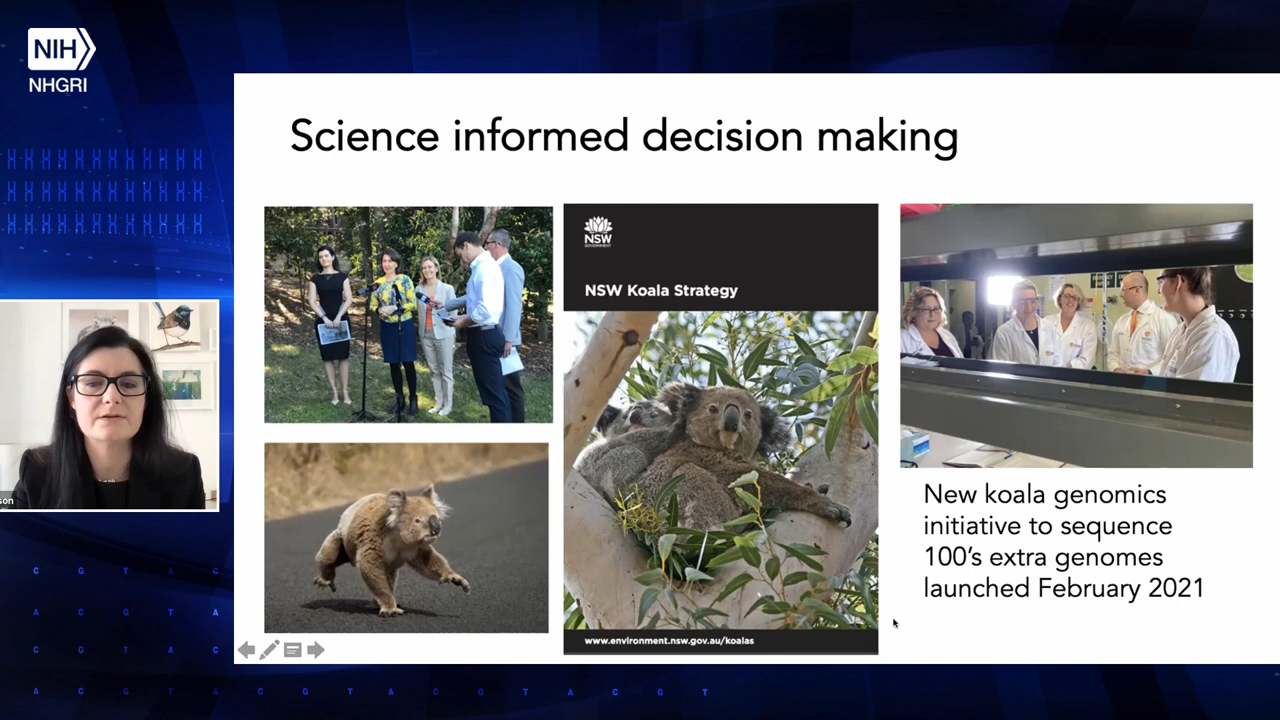 NIH
NHGRI
Science informed decision making
NSW
GOVERNMENT
NSW Koala Strategy
www.environment.nsw.gov.au/koalas
New koala genomics
initiative to sequence
100's extra genomes
launched February 2021
son
C G T A C
A C G T A
C G T A C
A C G T A C G T A C G T A C G T